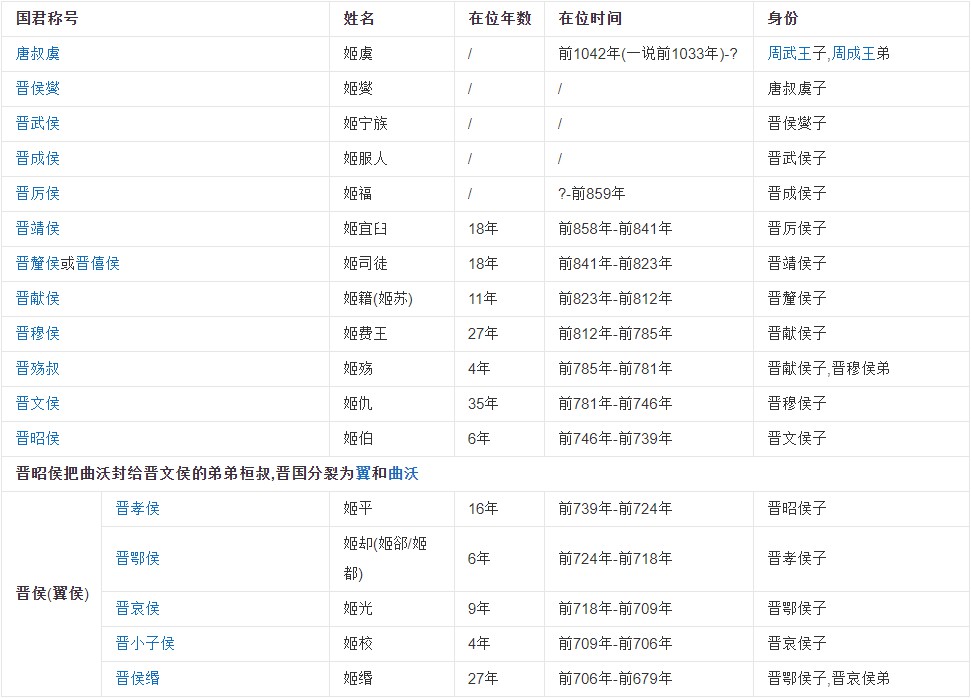 国君称号 姓名 在位年数 在位时间 身份
唐叔虞 姬虞 / 前1042年(一说前1033年)-? 周武王子,周成王弟
晋侯燮 姬燮 / / 唐叔虞子
晋武侯 姬宁族 / / 晋侯燮子
晋成侯 姬服人 / / 晋武侯子
晋厉侯 姬福 / ?-前859年 晋成侯子
晋靖侯 姬宜臼 18年 前858年-前841年 晋厉侯子
晋釐侯或晋僖侯 姬司徒 18年 前841年-前823年 晋靖侯子
晋献侯 姬籍(姬苏) 11年 前823年-前812年 晋釐侯子
晋穆侯 姬费王 27年 前812年-前785年 晋献侯子
晋殇叔 姬殇 4年 前785年-前781年 晋献侯子,晋穆侯弟
晋文侯 姬仇 35年 前781年-前746年 晋穆侯子
晋昭侯 姬伯 6年 前746年-前739年 晋文侯子
晋昭侯把曲沃封给晋文侯的弟弟桓叔,晋国分裂为翼和曲沃
晋孝侯 姬平 16年 前739年-前724年 晋昭侯子
晋鄂侯 姬却(姬郤/姬
都) 6年 前724年-前718年 晋孝侯子
晋侯(翼侯)
晋哀侯 姬光 9年 前718年-前709年 晋鄂侯子
晋小子侯 姬校 4年 前709年-前706年 晋哀侯子
晋侯缗 姬缗 27年 前706年-前679年 晋鄂侯子,晋哀侯弟